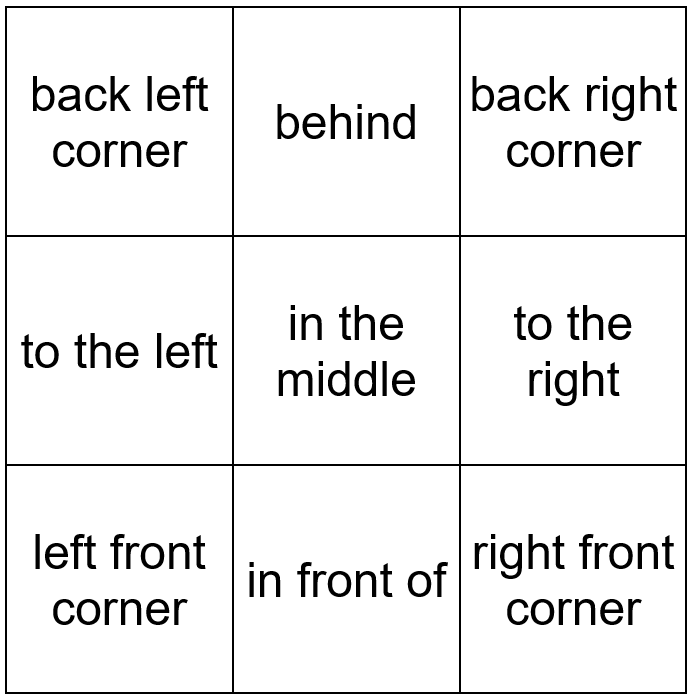 back left
corner
behind
back right
corner
to the left
in the
middle
to the
right
left front
corner
in front of
right front
corner